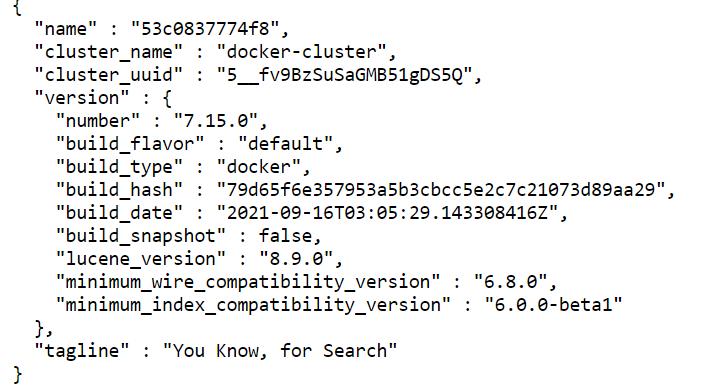 {
  "name" : "53c0837774f8",
  "cluster_name" : "docker-cluster",
  "cluster_uuid" : "5__fv9BzSuSaGMB51gDS5Q",
  "version" : {
    "number" : "7.15.0",
    "build_flavor" : "default",
    "build_type" : "docker",
    "build_hash" : "79d65f6e357953a5b3cbcc5e2c7c21073d89aa29",
    "build_date" : "2021-09-16T03:05:29.143308416Z",
    "build_snapshot" : false,
    "lucene_version" : "8.9.0",
    "minimum_wire_compatibility_version" : "6.8.0",
    "minimum_index_compatibility_version" : "6.0.0-beta1"
  },
  "tagline" : "You Know, for Search"
}